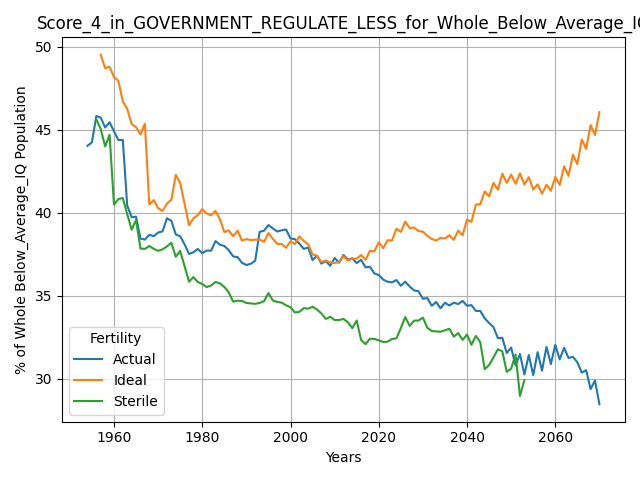 Score_4_in_GOVERNMENT_REGULATE_LESS_for_Whole_Below_Average_IQ
50
45
40
35
30
% of Whole Below_Average_IQ Population
Fertility
Actual
Ideal
Sterile
1960 1980 2000 2020 2040 2060
Years